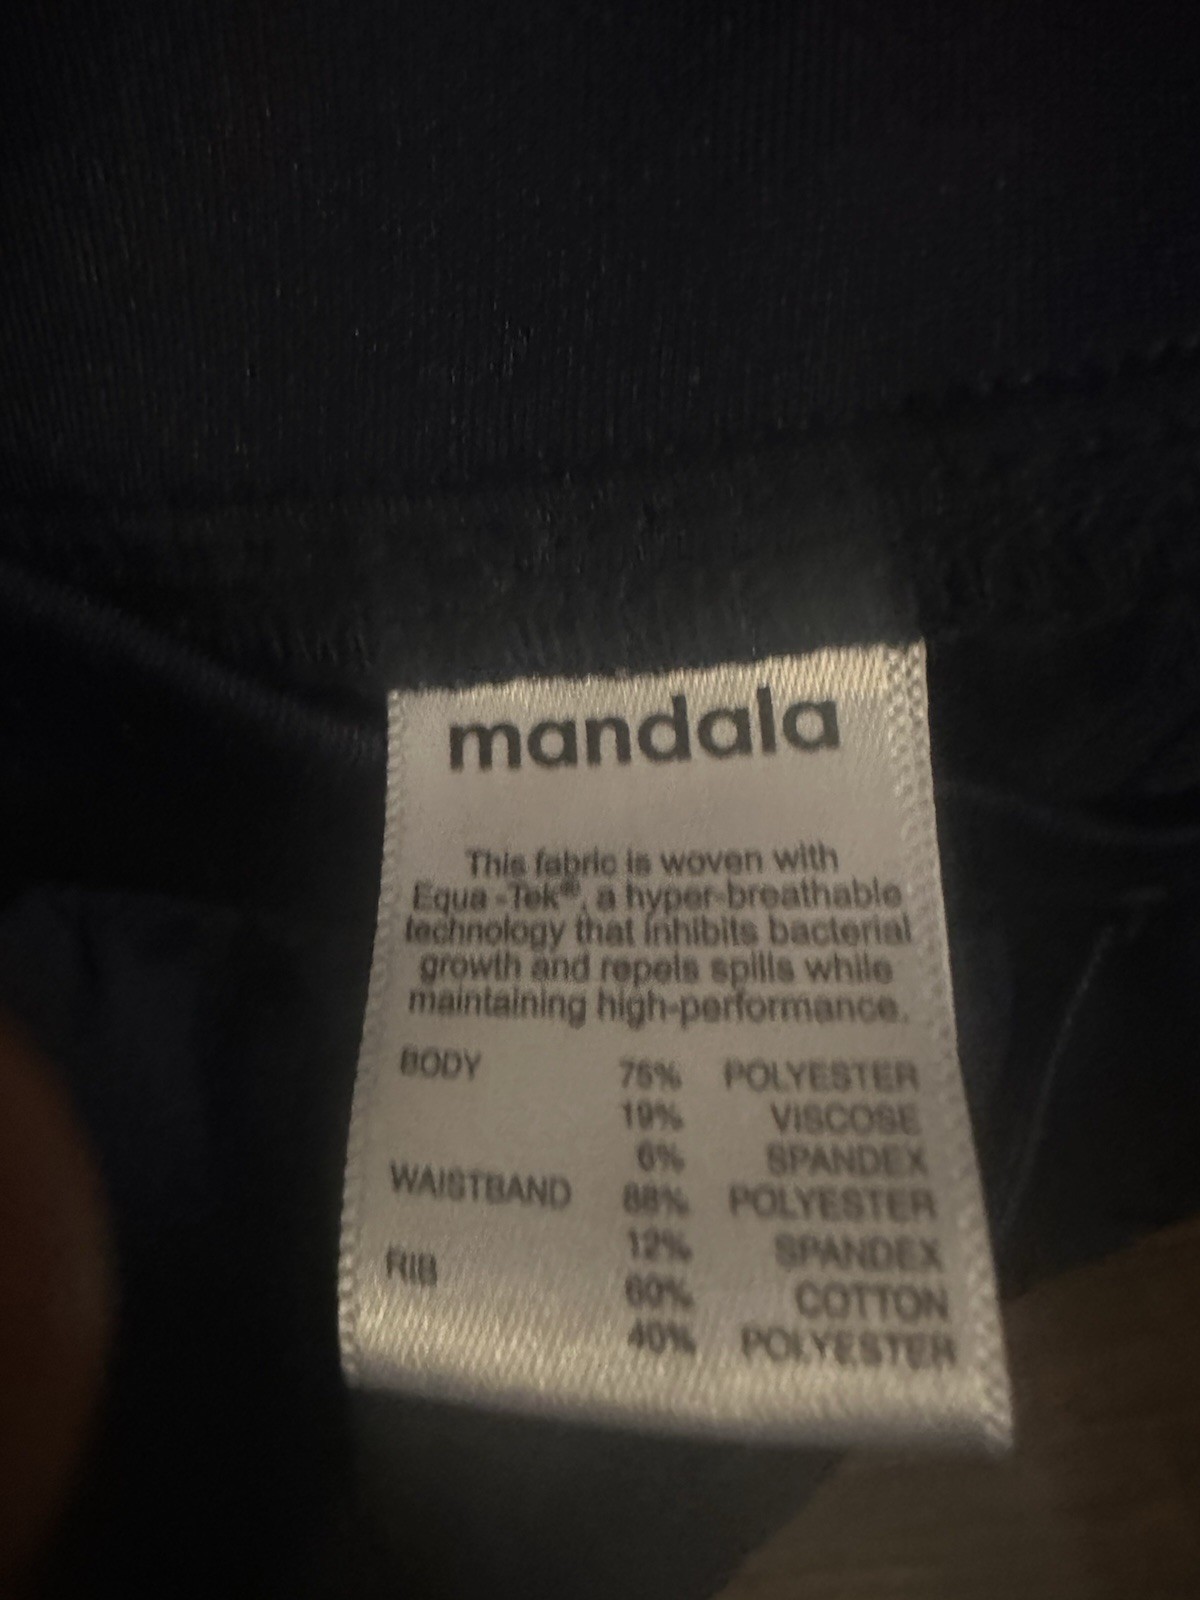 mandala
This fabric is woven with
Equa-Tek®, a hyper-breathable
technology that inhibits bacterial
growth and repels spills while
maintaining high-performance.
BODY 75% POLYESTER
19% VISCOSE
6% SPANDEX
WAISTBAND 88% POLYESTER
12% SPANDEX
RIB 60% COTTON
40% POLYESTER